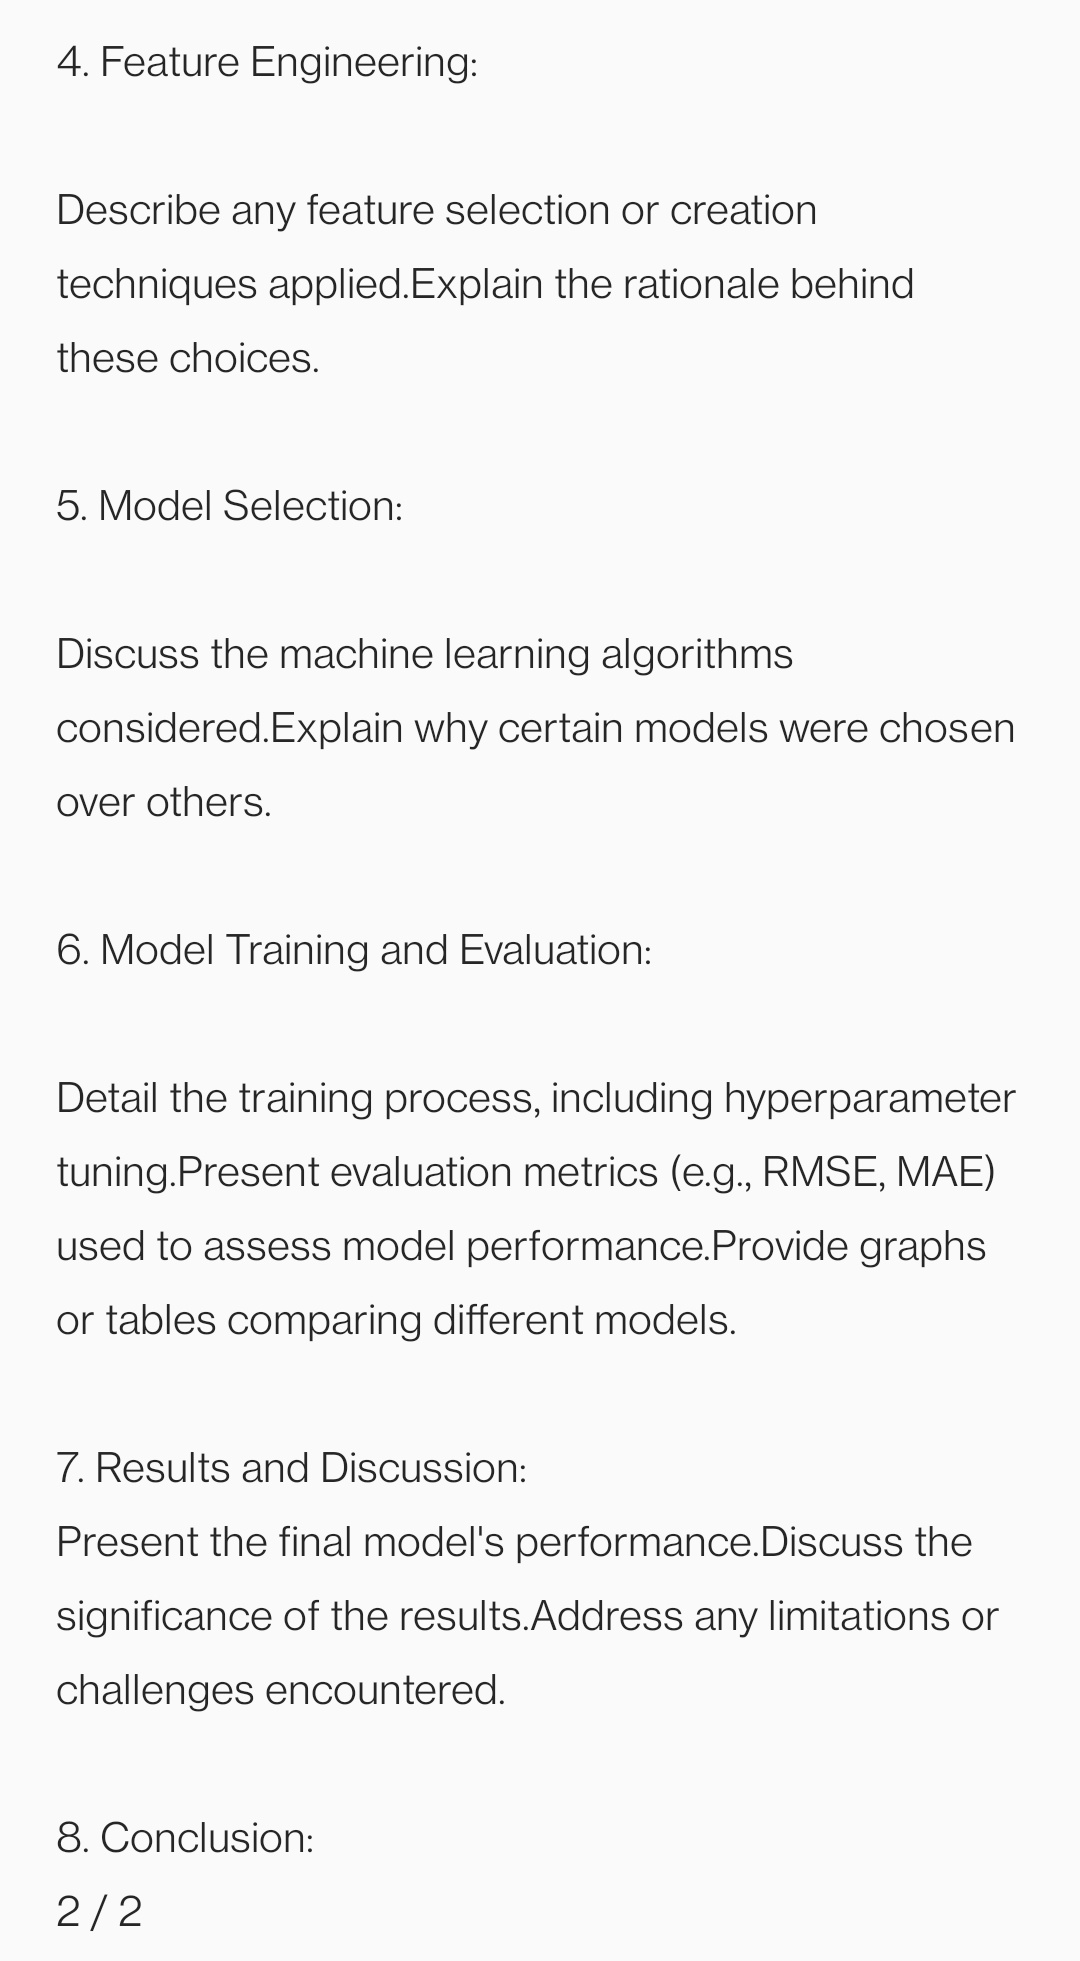 4. Feature Engineering:
Describe any feature selection or creation
techniques applied.Explain the rationale behind
these choices.
5. Model Selection:
Discuss the machine learning algorithms
considered.Explain why certain models were chosen
over others.
6. Model Training and Evaluation:
Detail the training process, including hyperparameter
tuning.Present evaluation metrics (e.g., RMSE, MAE)
used to assess model performance.Provide graphs
or tables comparing different models.
7. Results and Discussion:
Present the final model's performance.Discuss the
significance of the results.Address any limitations or
challenges encountered.
8. Conclusion:
2 / 2